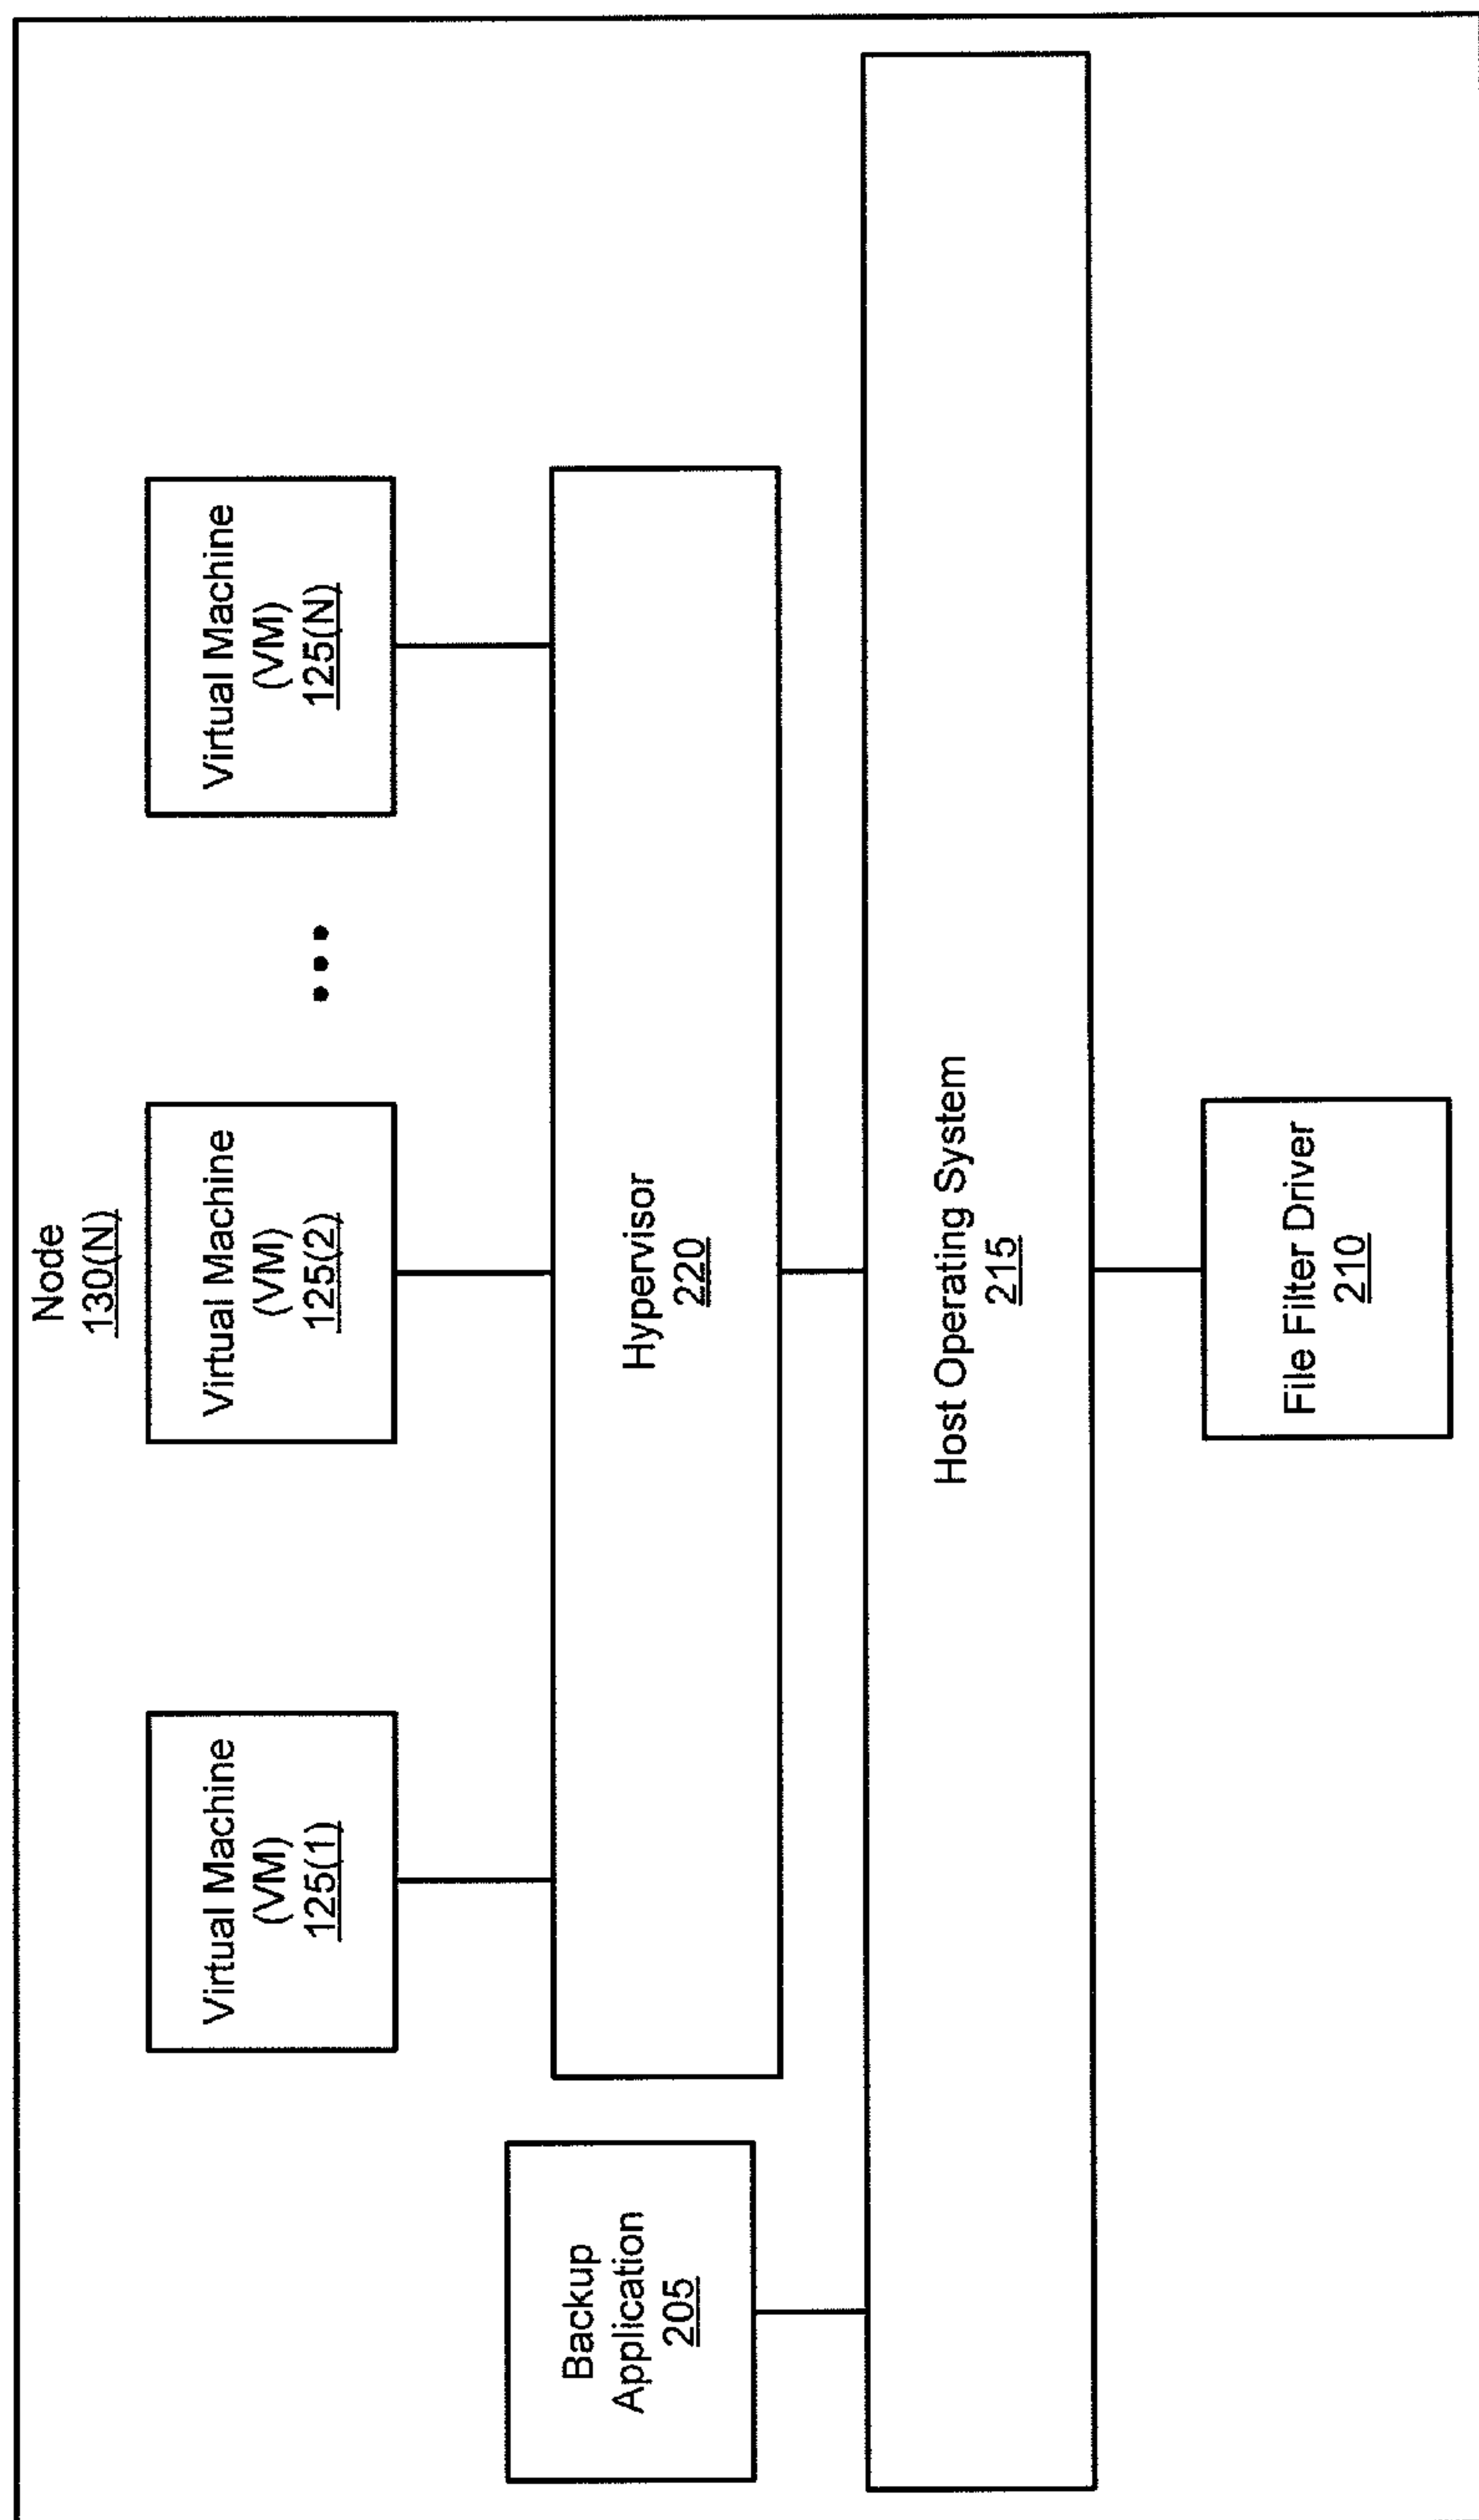 Node
130(N)
Virtual Machine
(VM)
125(1)
Virtual Machine
(VM)
125(2)
Virtual Machine
(VM)
125(N)
Backup
Application
205
Hypervisor
220
Host Operating System
215
File Filter Driver
210